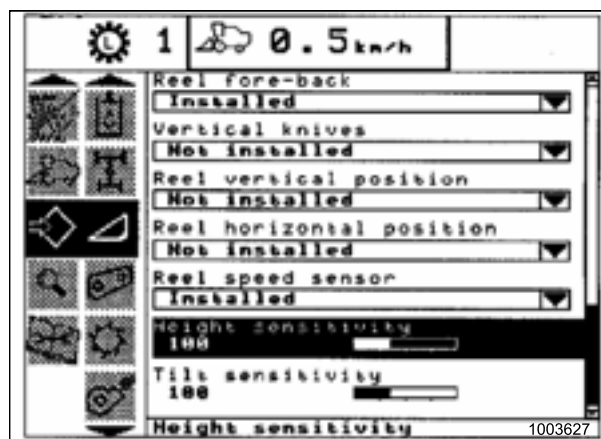 1 0.5km/h
Reel fore-back
Installed
Vertical knives
Not installed
Reel vertical position
Not installed
Reel horizontal position
Not installed
Reel speed sensor
Installed
Height sensitivity
100
Tilt sensitivity
100
Height sensitivity
1003627